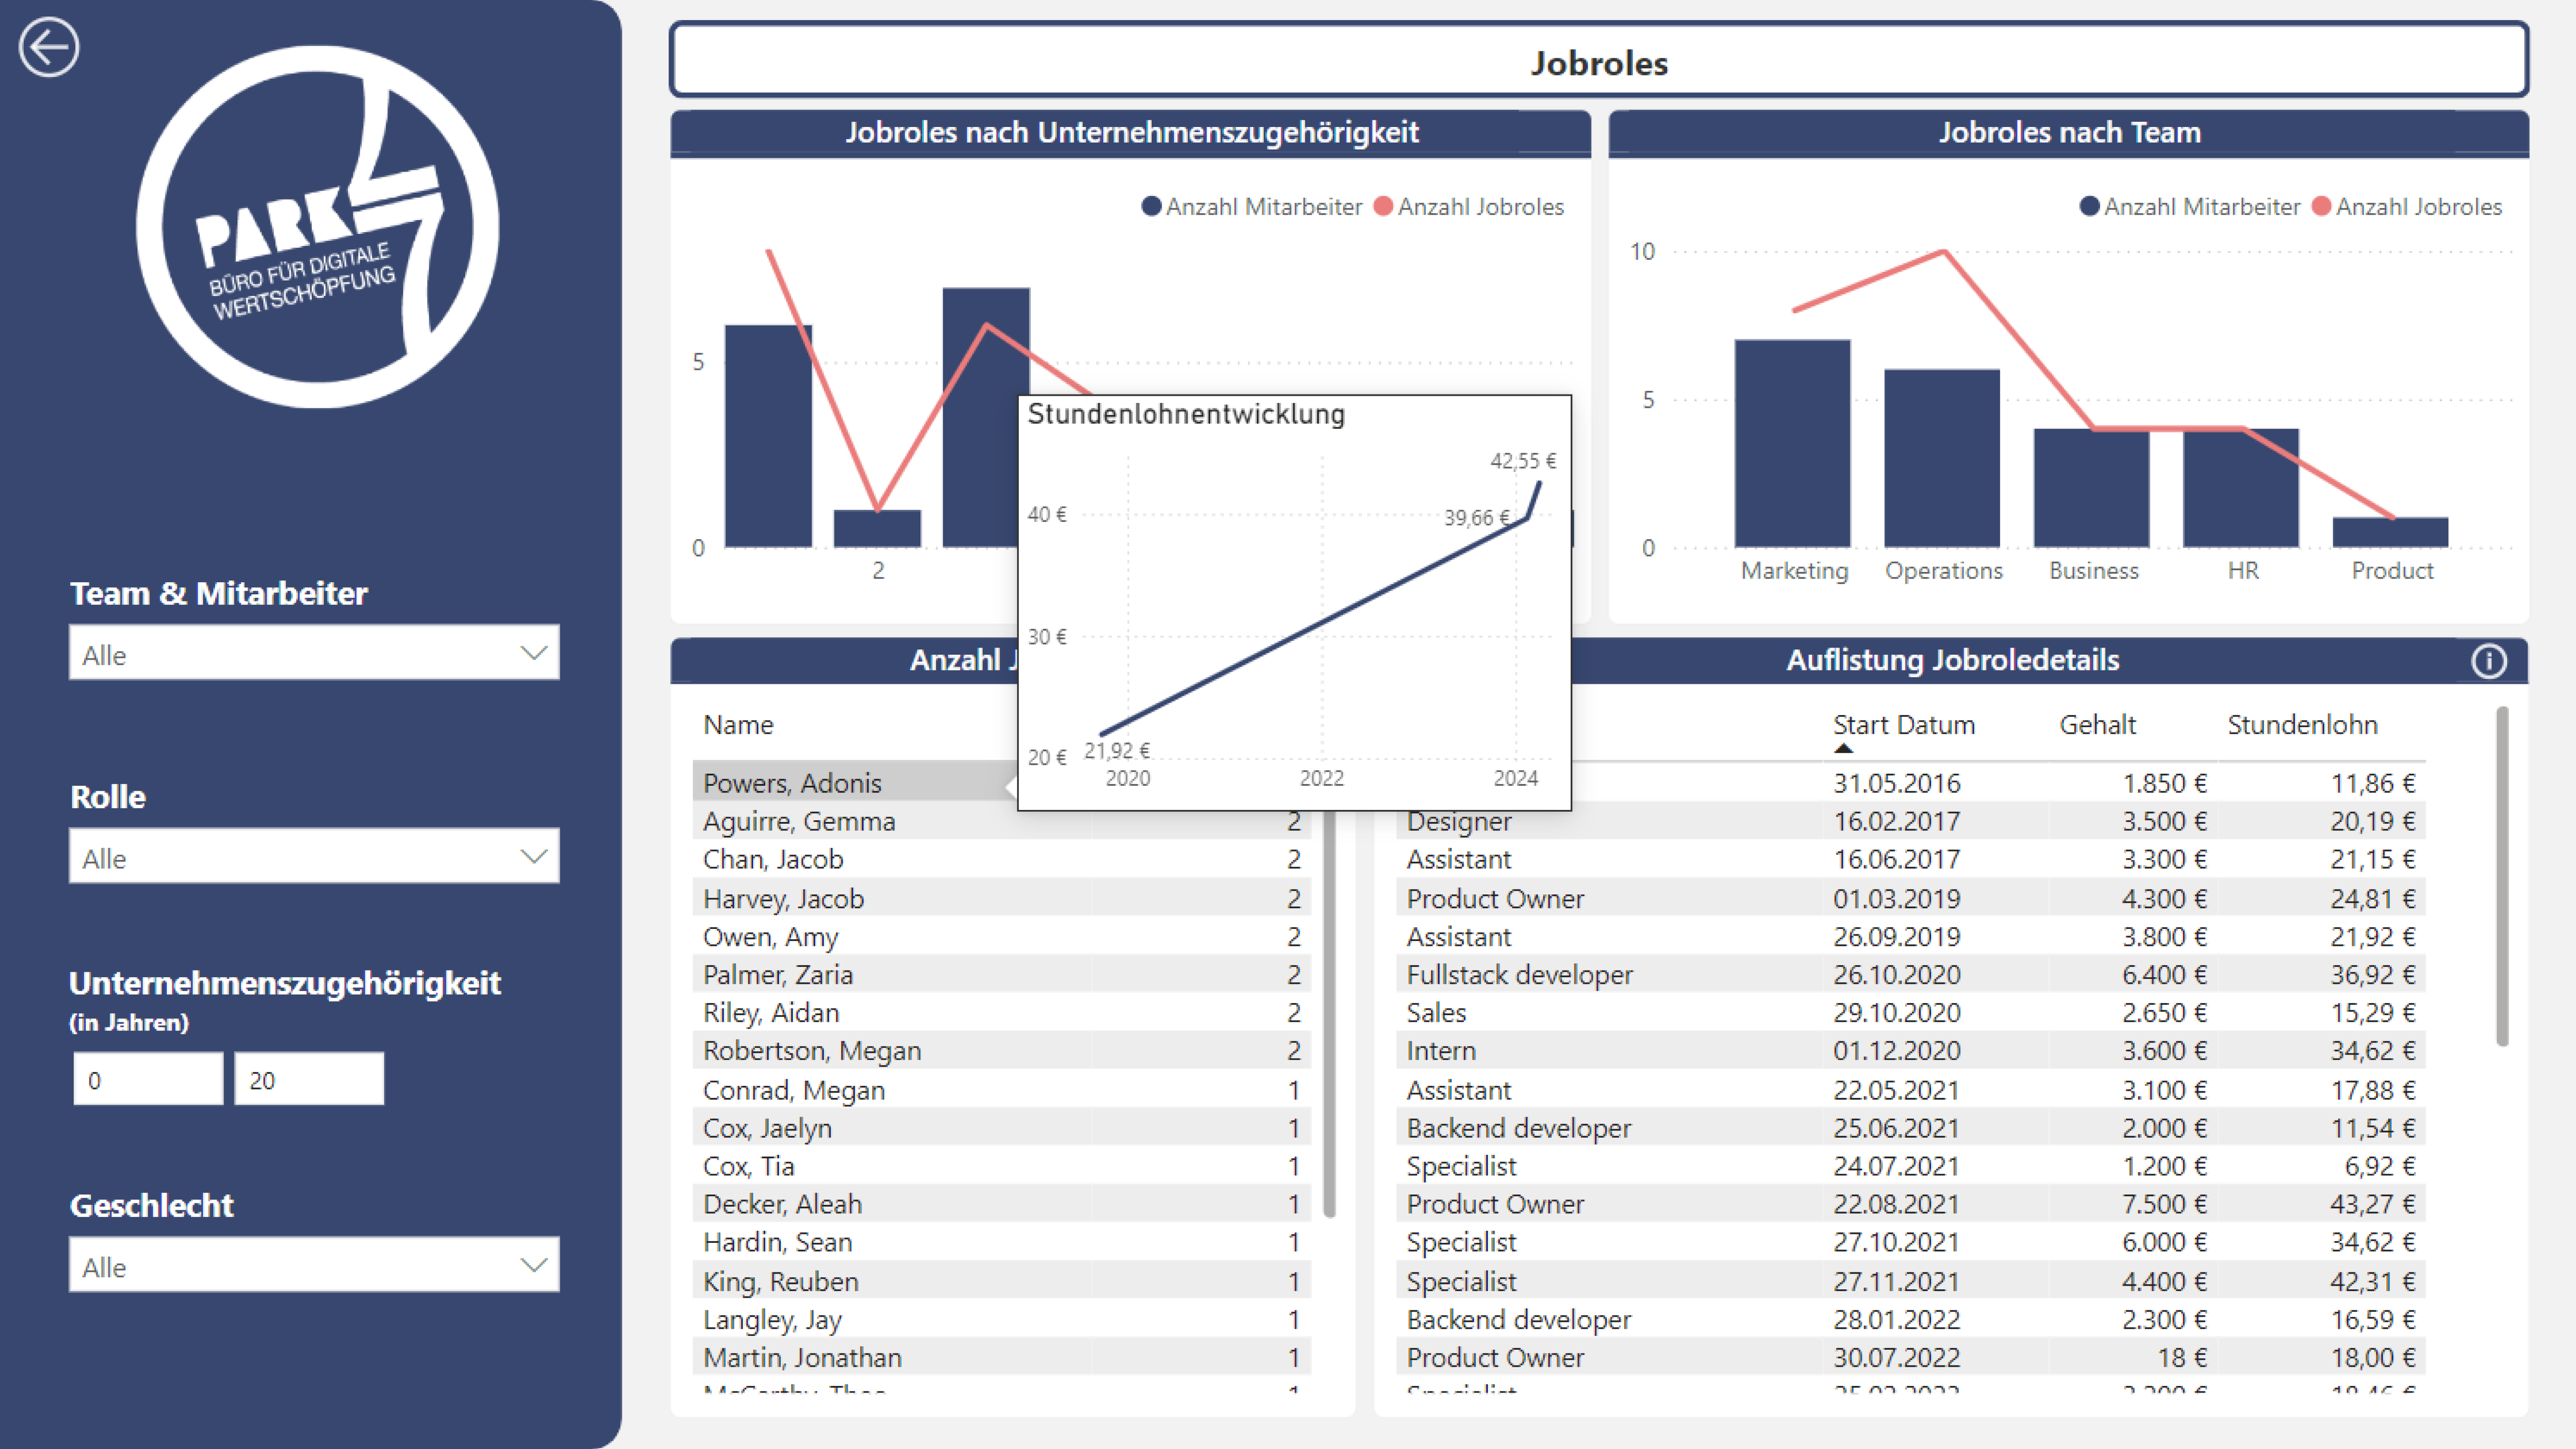 PARK 7
BÜRO FÜR DIGITALE
WERTSCHÖPFUNG
Team & Mitarbeiter
Alle
Rolle
Alle
Unternehmenszugehörigkeit
(in Jahren)
0 20
Geschlecht
Alle
Jobroles
Jobroles nach Unternehmenszugehörigkeit
Anzahl Mitarbeiter Anzahl Jobroles
5
0
2
Jobroles nach Team
Anzahl Mitarbeiter Anzahl Jobroles
10
5
0
Marketing Operations Business HR Product
Stundenlohnentwicklung
42,55 €
40 €
39,66 €
30 €
20 €
21,92 €
2020 2022 2024
Anzahl
Name
Powers, Adonis
Aguirre, Gemma 2
Chan, Jacob 2
Harvey, Jacob 2
Owen, Amy 2
Palmer, Zaria 2
Riley, Aidan 2
Robertson, Megan 2
Conrad, Megan 1
Cox, Jaelyn 1
Cox, Tia 1
Decker, Aleah 1
Hardin, Sean 1
King, Reuben 1
Langley, Jay 1
Martin, Jonathan 1
Auflistung Jobroledetails
Start Datum Gehalt Stundenlohn
31.05.2016 1.850 € 11,86 €
Designer 16.02.2017 3.500 € 20,19 €
Assistant 16.06.2017 3.300 € 21,15 €
Product Owner 01.03.2019 4.300 € 24,81 €
Assistant 26.09.2019 3.800 € 21,92 €
Fullstack developer 26.10.2020 6.400 € 36,92 €
Sales 29.10.2020 2.650 € 15,29 €
Intern 01.12.2020 3.600 € 34,62 €
Assistant 22.05.2021 3.100 € 17,88 €
Backend developer 25.06.2021 2.000 € 11,54 €
Specialist 24.07.2021 1.200 € 6,92 €
Product Owner 22.08.2021 7.500 € 43,27 €
Specialist 27.10.2021 6.000 € 34,62 €
Specialist 27.11.2021 4.400 € 42,31 €
Backend developer 28.01.2022 2.300 € 16,59 €
Product Owner 30.07.2022 18 € 18,00 €